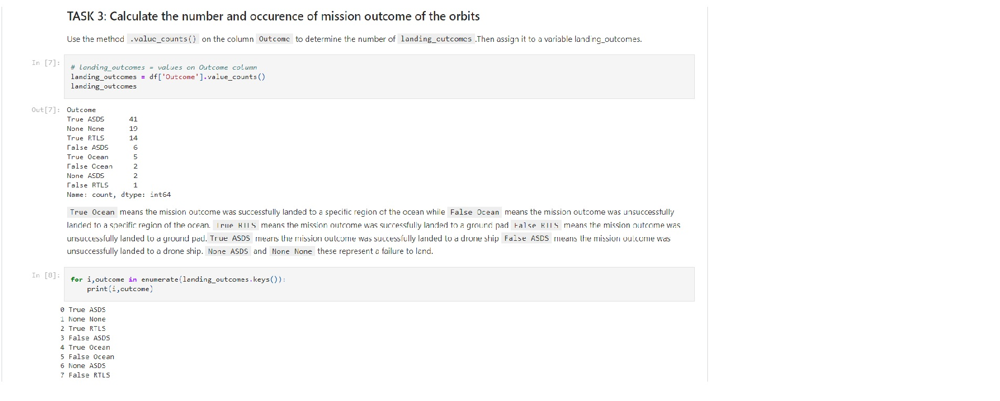 TASK 3: Calculate the number and occurence of mission outcome of the orbits
Use the method .value_counts() on the column Outcome to determine the number of landing_outcomes .Then assign it to a variable landing_outcomes.
In [7]:
# landing_outcomes = values on Outcome column
landing_outcomes = df['Outcome'].value_counts()
landing_outcomes
Out[7]: Outcome
True ASDS 41
None None 19
True RTLS 14
False ASDS 6
True Ocean 5
False Ocean 2
None ASDS 2
False RTLS 1
Name: count, dtype: int64
True Ocean means the mission outcome was successfully landed to a specific region of the ocean while False Ocean means the mission outcome was unsuccessfully
landed to a specific region of the ocean. True RTLS means the mission outcome was successfully landed to a ground pad False RTLS means the mission outcome was
unsuccessfully landed to a ground pad. True ASDS means the mission outcome was successfully landed to a drone ship False ASDS means the mission outcome was
unsuccessfully landed to a drone ship. None ASDS and None None these represent a failure to land.
In [8]:
for i,outcome in enumerate(landing_outcomes.keys()):
print(i,outcome)
0 True ASDS
1 None None
2 True RTLS
3 False ASDS
4 True Ocean
5 False Ocean
6 None ASDS
7 False RTLS